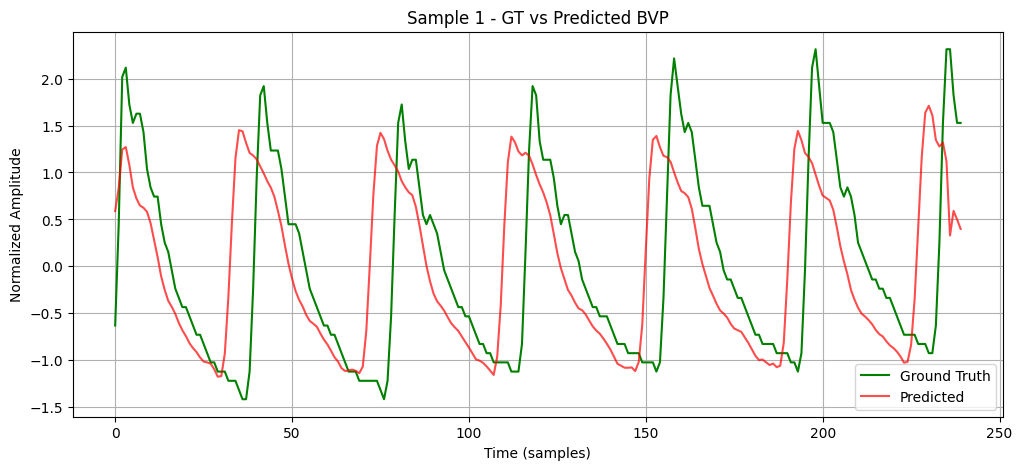 Sample 1 - GT vs Predicted BVP
Normalized Amplitude
2.0
1.5
1.0
0.5
0.0
−0.5
−1.0
−1.5
0 50 100 150 200 250
Time (samples)
Ground Truth
Predicted